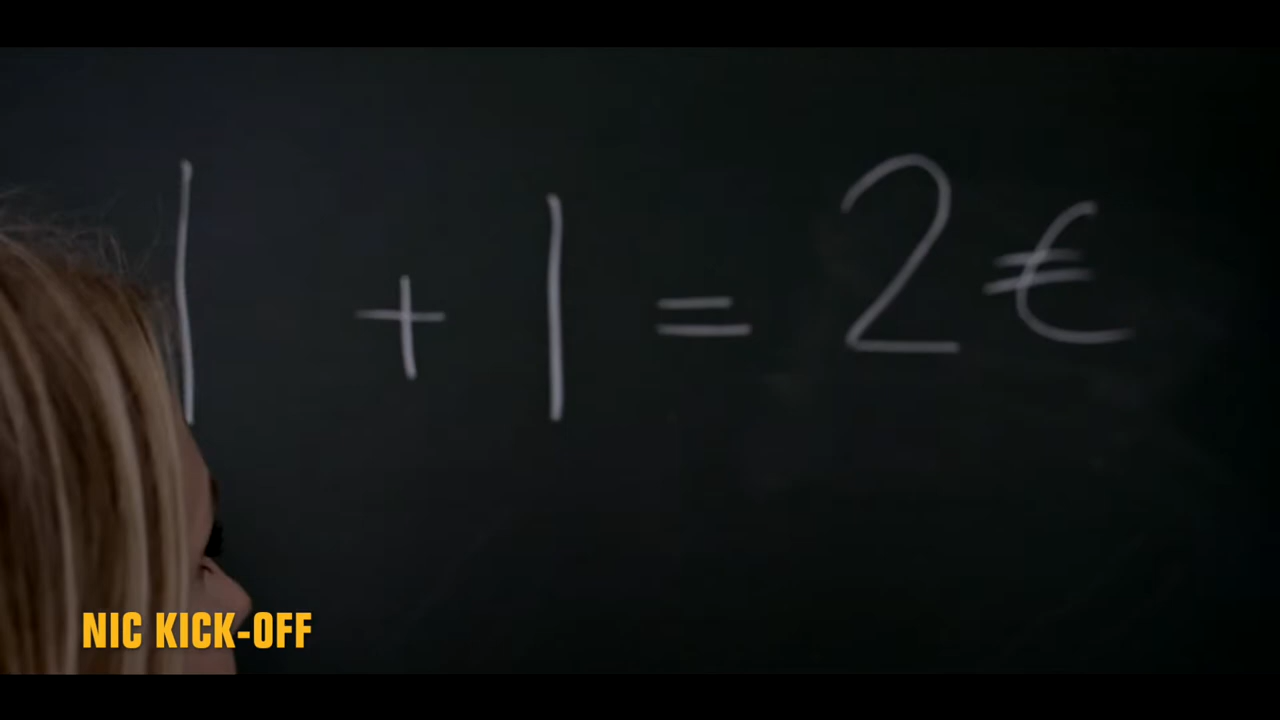 1 + 1 = 2 €
NIC KICK-OFF